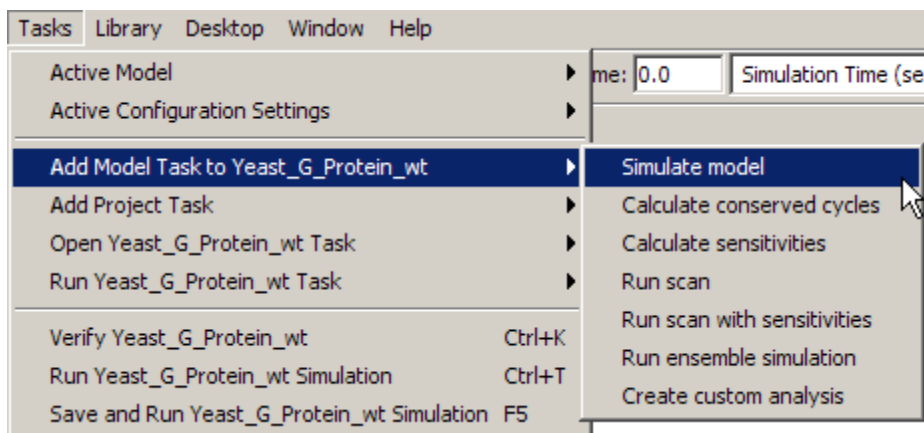 Tasks Library Desktop Window Help
Active Model
me: 0.0 Simulation Time (se
Active Configuration Settings
Add Model Task to Yeast_G_Protein_wt
Simulate model
Add Project Task
Calculate conserved cycles
Open Yeast_G_Protein_wt Task
Calculate sensitivities
Run Yeast_G_Protein_wt Task
Run scan
Run scan with sensitivities
Verify Yeast_G_Protein_wt Ctrl+K
Run ensemble simulation
Run Yeast_G_Protein_wt Simulation Ctrl+T
Create custom analysis
Save and Run Yeast_G_Protein_wt Simulation F5